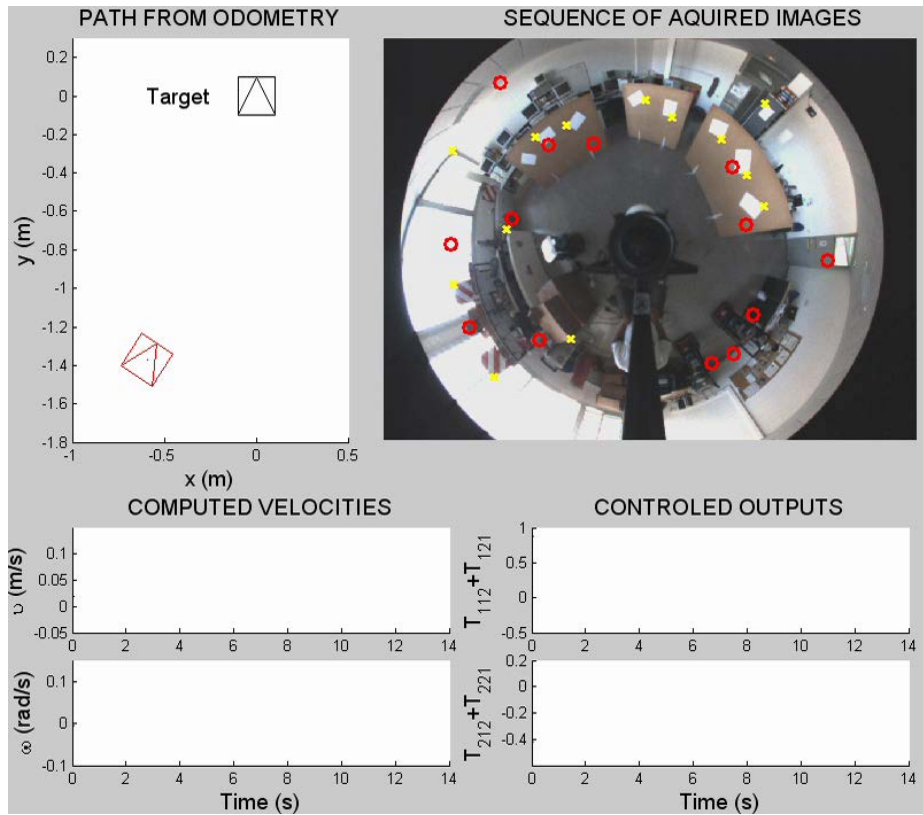 PATH FROM ODOMETRY
SEQUENCE OF AQUIRED IMAGES
0
-0.2
-0.4
-0.6
-0.8
-1
-1.2
-1.4
-1.6
-1.8
y (m)
Target
-1 -0.5 0 0.5
x (m)
COMPUTED VELOCITIES
CONTROLED OUTPUTS
υ (m/s)
0.1
0.05
0
-0.05
0 2 4 6 8 10 12 14
T112+T121
1
0.5
0
-0.5
0 2 4 6 8 10 12 14
ω (rad/s)
0.1
0
-0.1
0 2 4 6 8 10 12 14
Time (s)
T212+T221
0.2
0
-0.2
-0.4
0 2 4 6 8 10 12 14
Time (s)